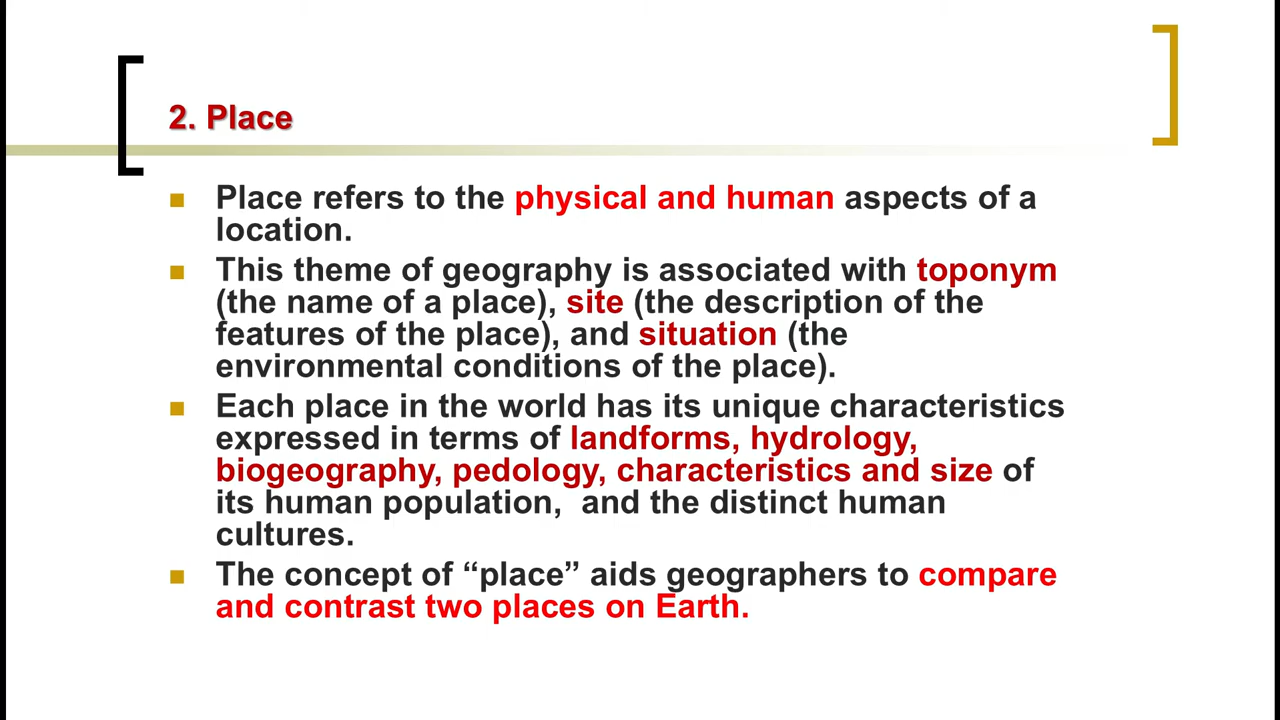 2. Place
Place refers to the physical and human aspects of a
location.
This theme of geography is associated with toponym
(the name of a place), site (the description of the
features of the place), and situation (the
environmental conditions of the place).
Each place in the world has its unique characteristics
expressed in terms of landforms, hydrology,
biogeography, pedology, characteristics and size of
its human population,  and the distinct human
cultures.
The concept of “place” aids geographers to compare
and contrast two places on Earth.